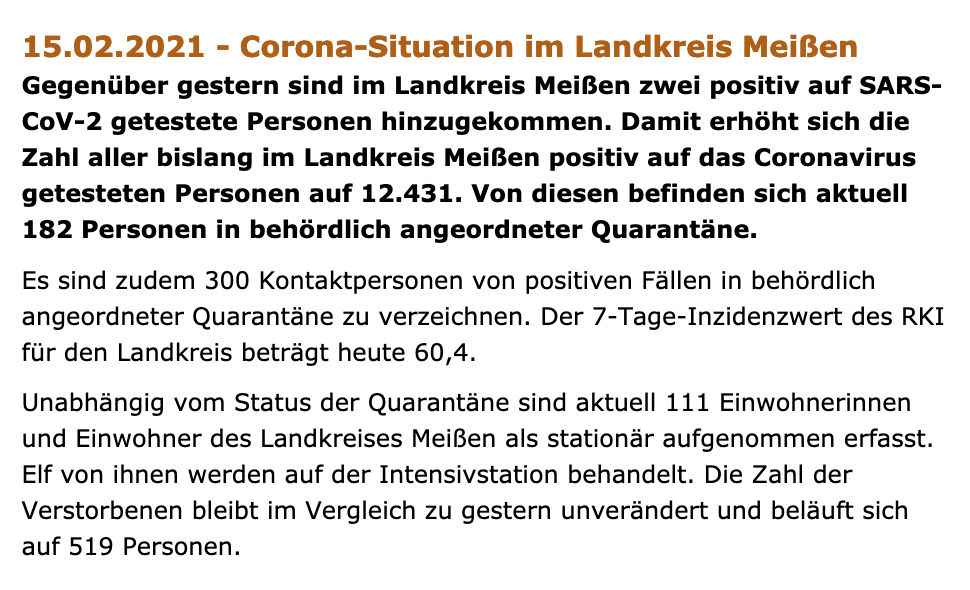 15.02.2021 - Corona-Situation im Landkreis Meißen
Gegenüber gestern sind im Landkreis Meißen zwei positiv auf SARS-
CoV-2 getestete Personen hinzugekommen. Damit erhöht sich die
Zahl aller bislang im Landkreis Meißen positiv auf das Coronavirus
getesteten Personen auf 12.431. Von diesen befinden sich aktuell
182 Personen in behördlich angeordneter Quarantäne.
Es sind zudem 300 Kontaktpersonen von positiven Fällen in behördlich
angeordneter Quarantäne zu verzeichnen. Der 7-Tage-Inzidenzwert des RKI
für den Landkreis beträgt heute 60,4.
Unabhängig vom Status der Quarantäne sind aktuell 111 Einwohnerinnen
und Einwohner des Landkreises Meißen als stationär aufgenommen erfasst.
Elf von ihnen werden auf der Intensivstation behandelt. Die Zahl der
Verstorbenen bleibt im Vergleich zu gestern unverändert und beläuft sich
auf 519 Personen.